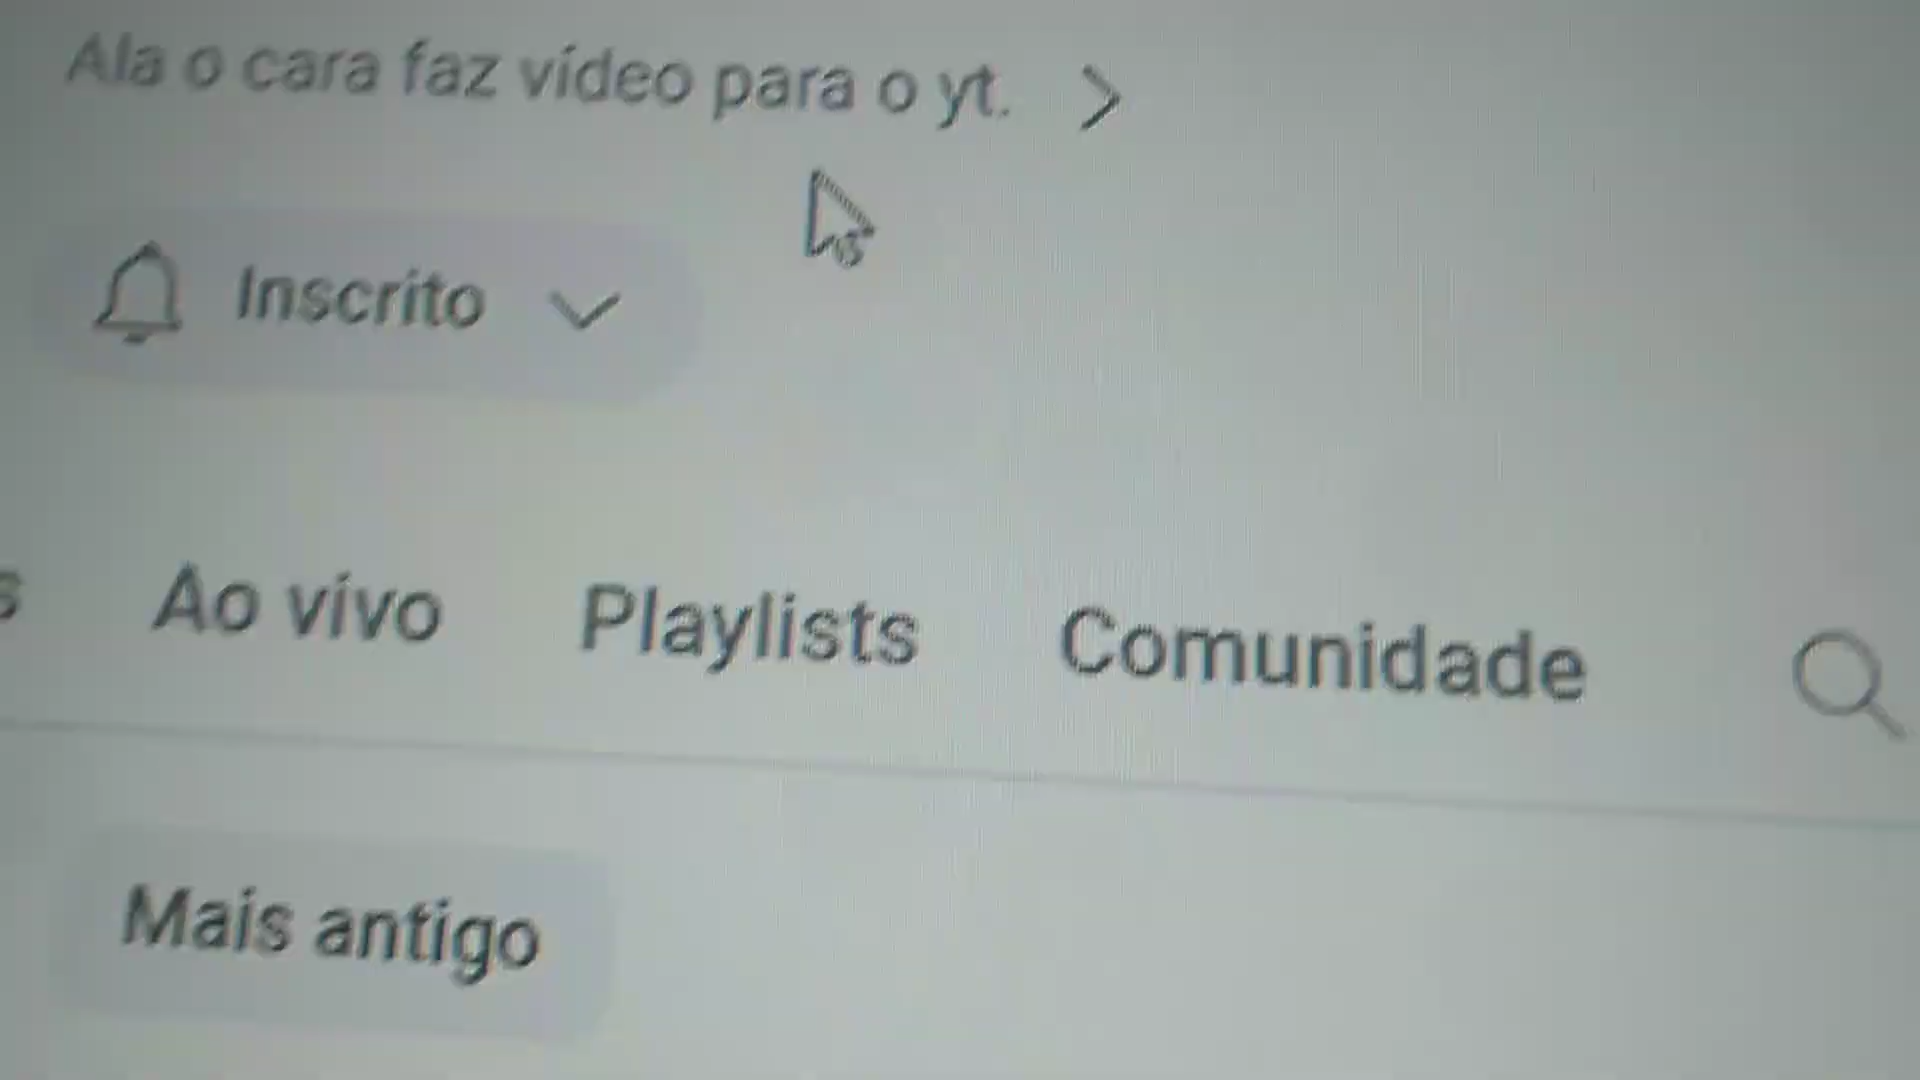 Ala o cara faz vídeo para o yt.
Inscrito
Ao vivo Playlists Comunidade
Mais antigo